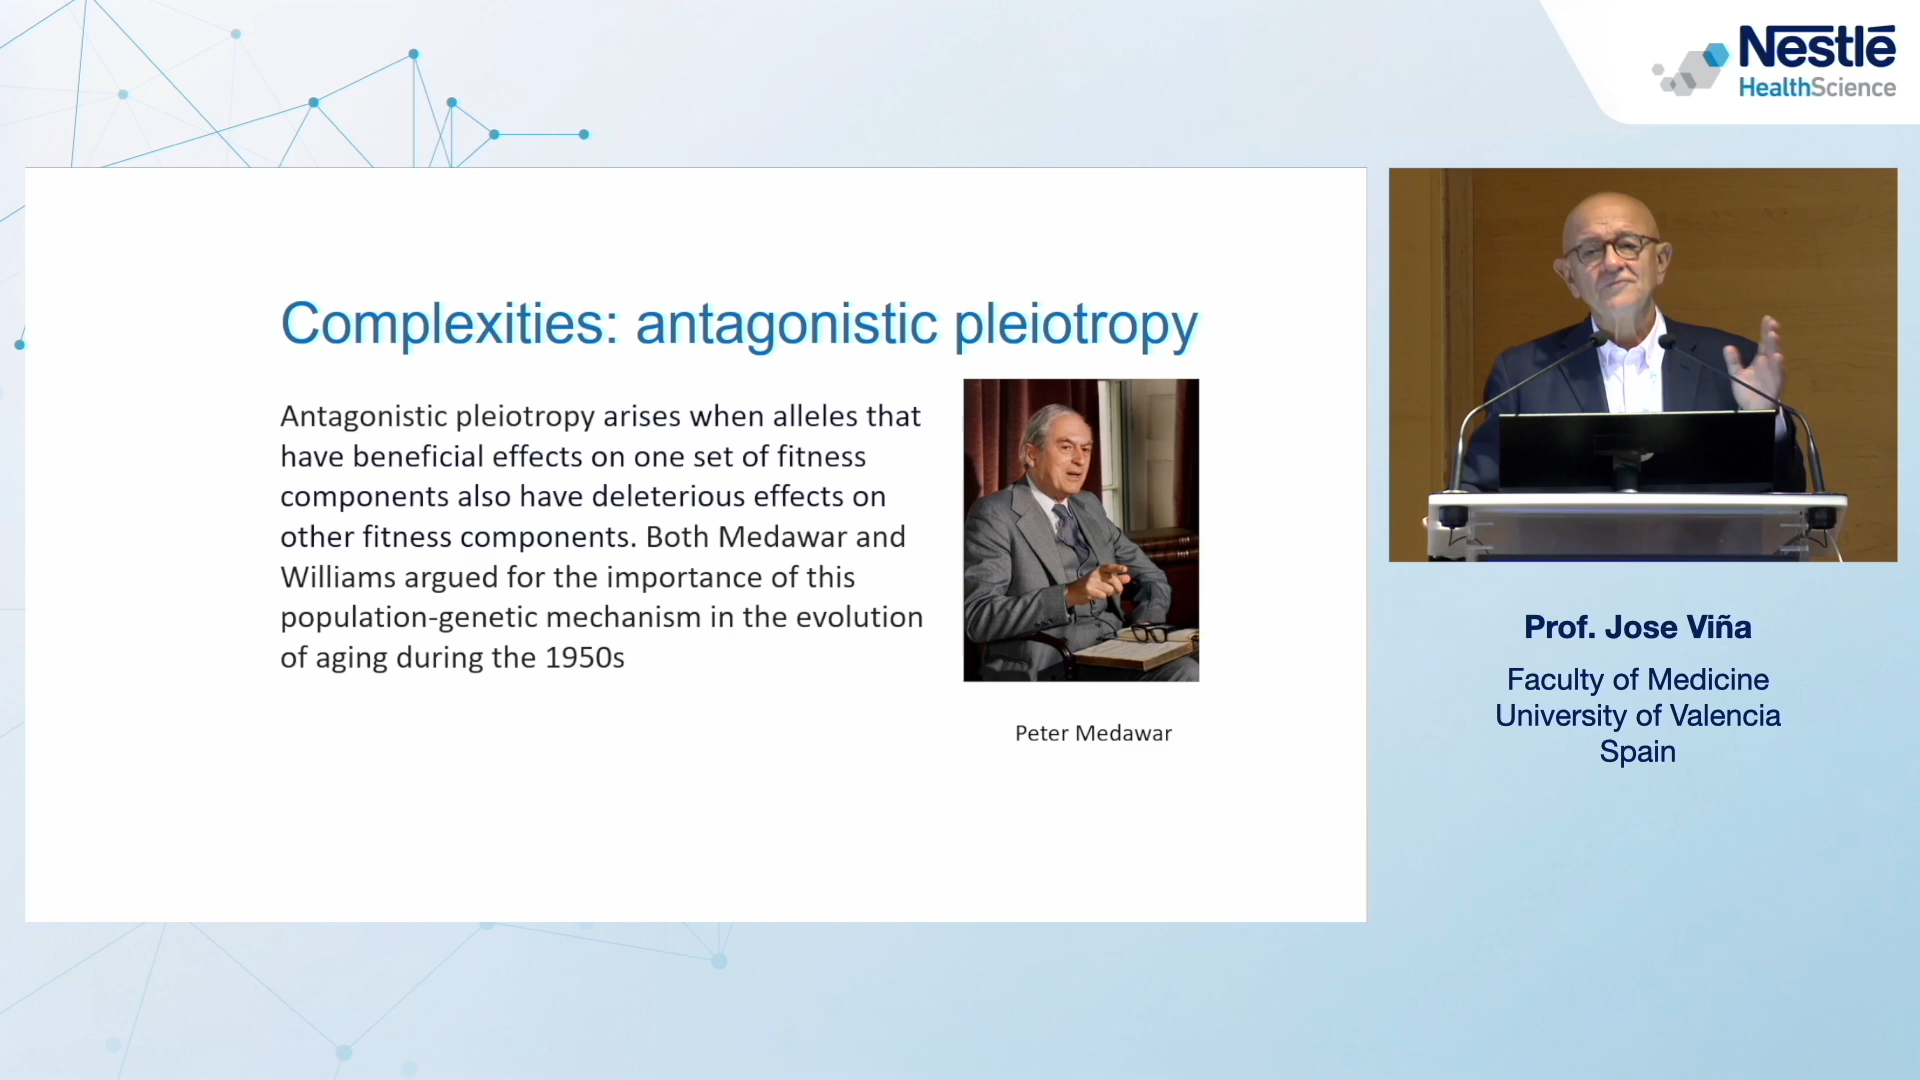 Nestlé
HealthScience
Complexities: antagonistic pleiotropy
Antagonistic pleiotropy arises when alleles that
have beneficial effects on one set of fitness
components also have deleterious effects on
other fitness components. Both Medawar and
Williams argued for the importance of this
population-genetic mechanism in the evolution
of aging during the 1950s
Peter Medawar
Prof. Jose Viña
Faculty of Medicine
University of Valencia
Spain